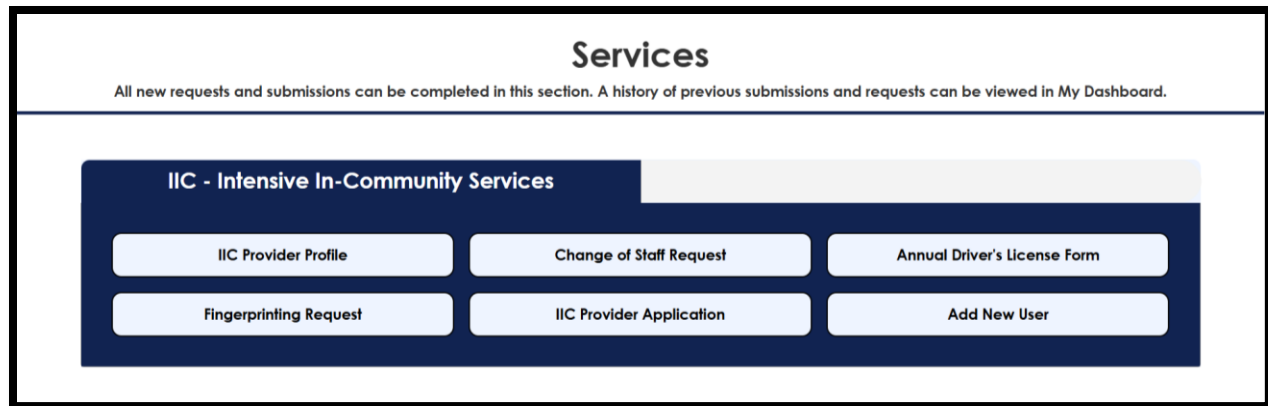 Services
All new requests and submissions can be completed in this section. A history of previous submissions and requests can be viewed in My Dashboard.
IIC - Intensive In-Community Services
IIC Provider Profile
Change of Staff Request
Annual Driver's License Form
Fingerprinting Request
IIC Provider Application
Add New User